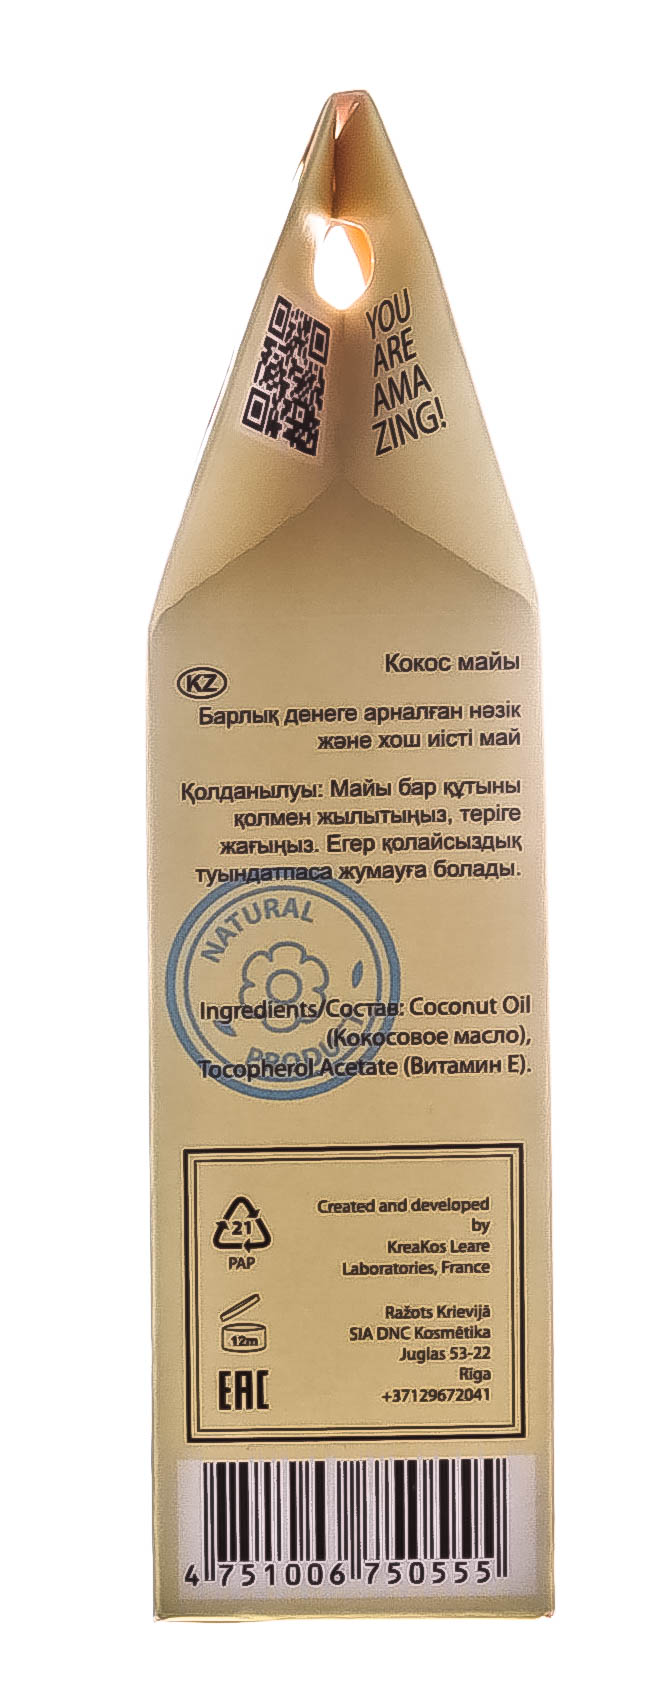 YOU
ARE
AMA
ZING!
Кокос майы
KZ
Барлық денеге арналған нәзік
және хош иісті май
Қолданылуы: Майы бар құтыны
қолмен жылытыңыз, теріге
жағыңыз. Егер қолайсыздық
туындатпаса жумауға болады.
NATURAL
PRODUCT
Ingredients/Состав: Coconut Oil
(Кокосовое масло),
Tocopherol Acetate (Витамин Е).
21
PAP
Created and developed
by
KreaKos Leare
Laboratories, France
12m
Ražots Krievijā
SIA DNC Kosmētika
Juglas 53-22
Rīga
+37129672041
EAC
4 751006 750555